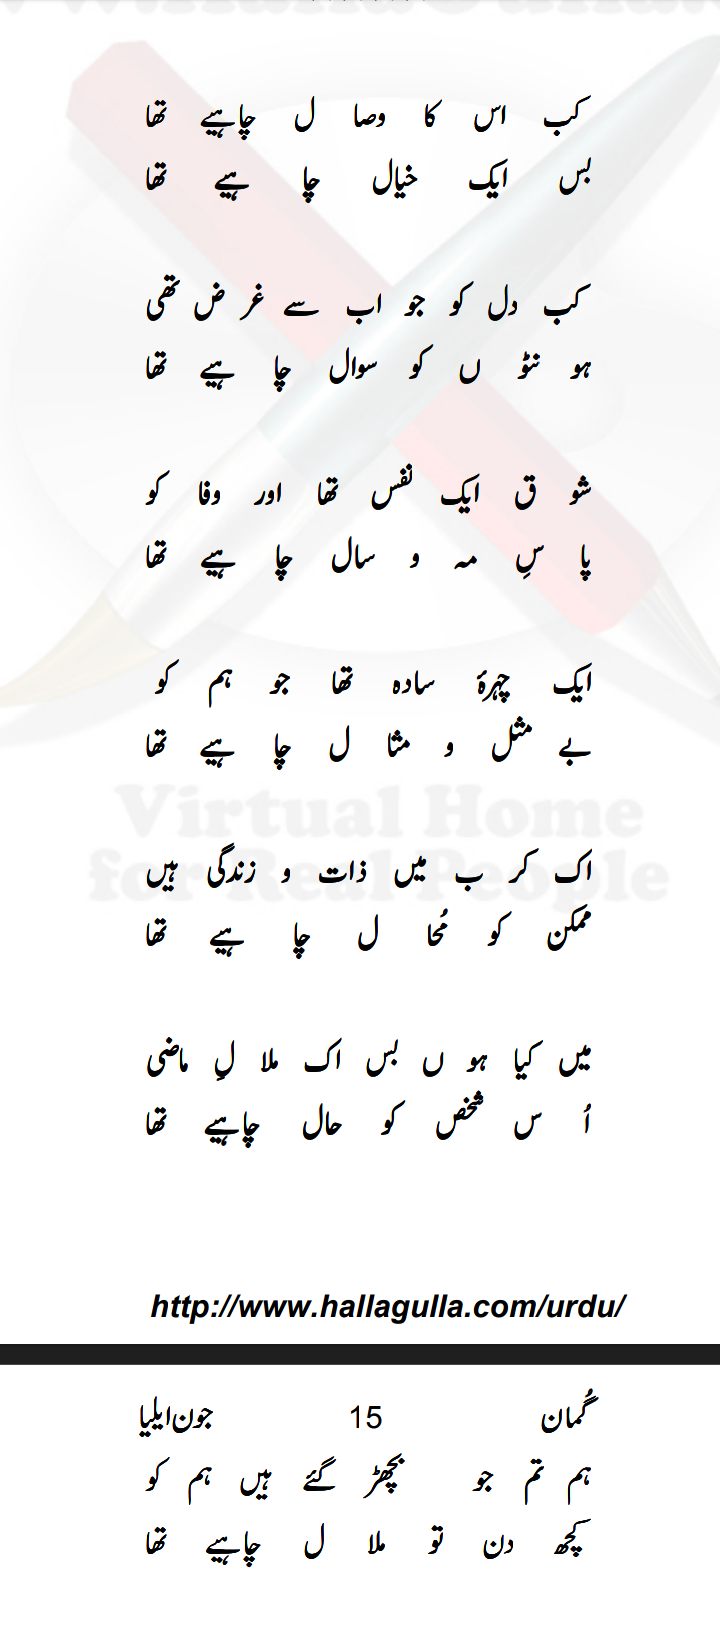 کب اس کا وصا ل چاہیے تھا
بس ایک خیال چا ہیے تھا
کب دل کو جو اب سے غر ض تھی
ہو نٹو ں کو سوال چا ہیے تھا
شو ق ایک نفس تھا اور وفا کو
پا سِ مہ و سال چا ہیے تھا
ایک چہرۂ سادہ تھا جو ہم کو
بے مثل و مثا ل چا ہیے تھا
Virtual Home
for Real People
اک کر ب میں ذات و زندگی ہیں
ممکن کو مُحا ل چا ہیے تھا
میں کیا ہو ں بس اک ملا لِ ماضی
اُ س شخص کو حال چاہیے تھا
http://www.hallagulla.com/urdu/
گُمان 15 جون ایلیا
ہم تم جو بچھڑ گئے ہیں ہم کو
کچھ دن تو ملا ل چاہیے تھا